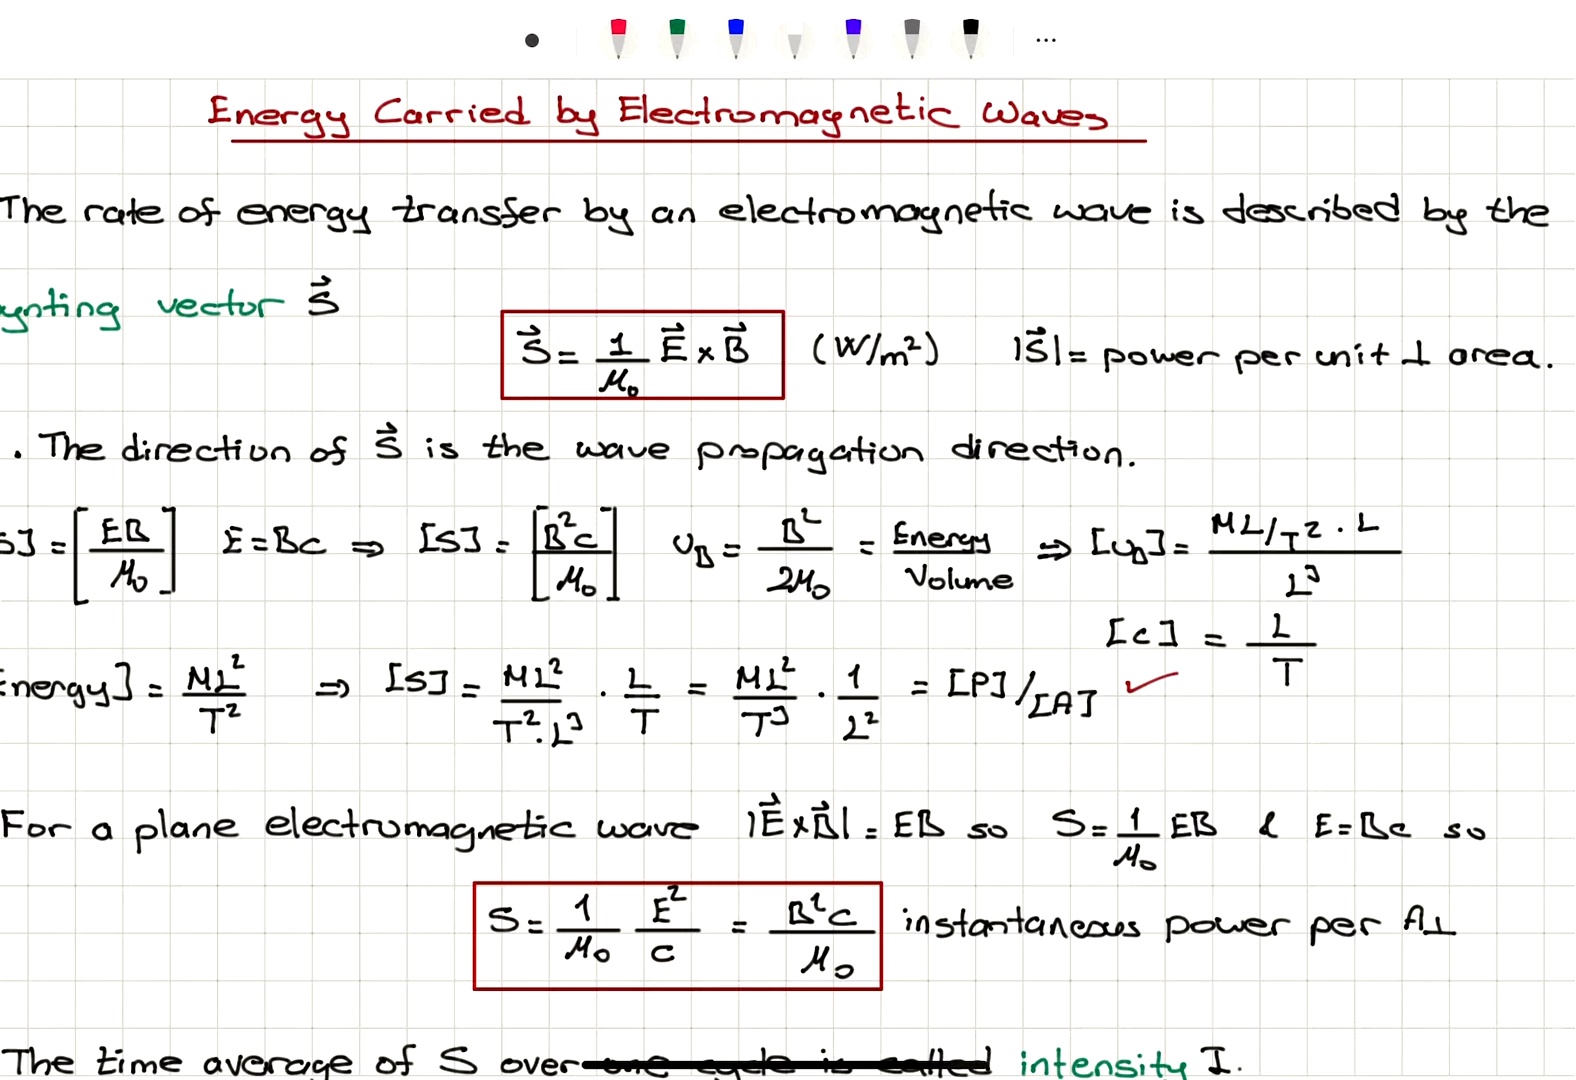 Energy Carried by Electromagnetic Waves
The rate of energy transfer by an electromagnetic wave is described by the
ynting vector S⃗
S⃗ = 1/μ₀ E⃗ × B⃗ (W/m²) |S⃗| = power per unit ⊥ area.
. The direction of S⃗ is the wave propagation direction.
S] = [EB/μ₀] E = Bc ⇒ [S] = [B²c/μ₀] u_B = B²/2μ₀ = Energy/Volume ⇒ [u_B] = ML/T² · L / L³
[c] = L/T
Energy] = ML²/T² ⇒ [S] = ML²/T²·L³ · L/T = ML²/T³ · 1/L² = [P]/[A] ✓
For a plane electromagnetic wave |E⃗ × B⃗| = EB so S = 1/μ₀ EB & E = Bc so
S = 1/μ₀ E²/c = B²c/μ₀ instantaneous power per A⊥
The time average of S over intensity I.